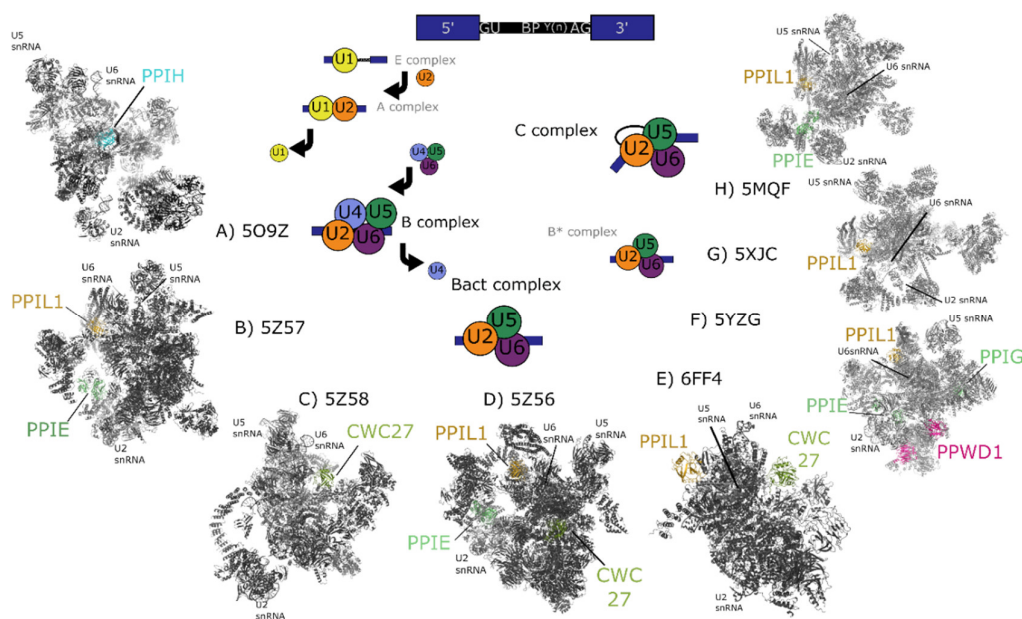 5'
GU
BP
Y(n)
AG
3'
U1
E complex
U2
U1
U2
A complex
U1
U4
U5
U6
U4
U5
U2
U6
B complex
U4
Bact complex
U5
U2
U6
C complex
U5
U2
U6
B* complex
U5
U2
U6
U5
snRNA
U6
snRNA
PPIH
U2
snRNA
A) 5O9Z
U6
snRNA
U5
snRNA
PPIL1
PPIE
U2
snRNA
B) 5Z57
C) 5Z58
U5
snRNA
U6
snRNA
CWC27
U2
snRNA
D) 5Z56
PPIL1
U6
snRNA
U5
snRNA
PPIE
U2
snRNA
CWC
27
E) 6FF4
U5
snRNA
U6
snRNA
PPIL1
CWC
27
U2
snRNA
F) 5YZG
U5 snRNA
PPIL1
U6snRNA
PPIG
PPIE
U2
snRNA
PPWD1
G) 5XJC
U5 snRNA
U6 snRNA
PPIL1
U2 snRNA
H) 5MQF
U5 snRNA
U6 snRNA
PPIL1
PPIE
U2 snRNA